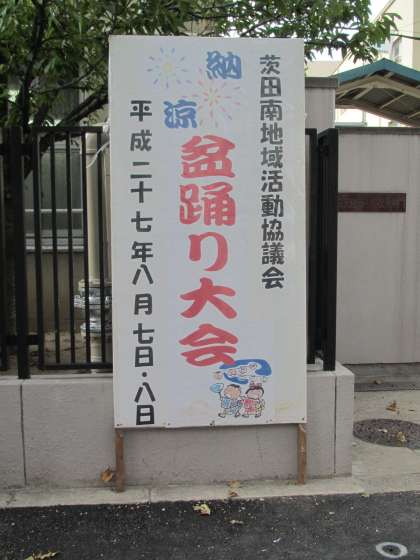 茨田南地域活動協議会
納涼
盆踊り大会
平成二十七年八月七日・八日